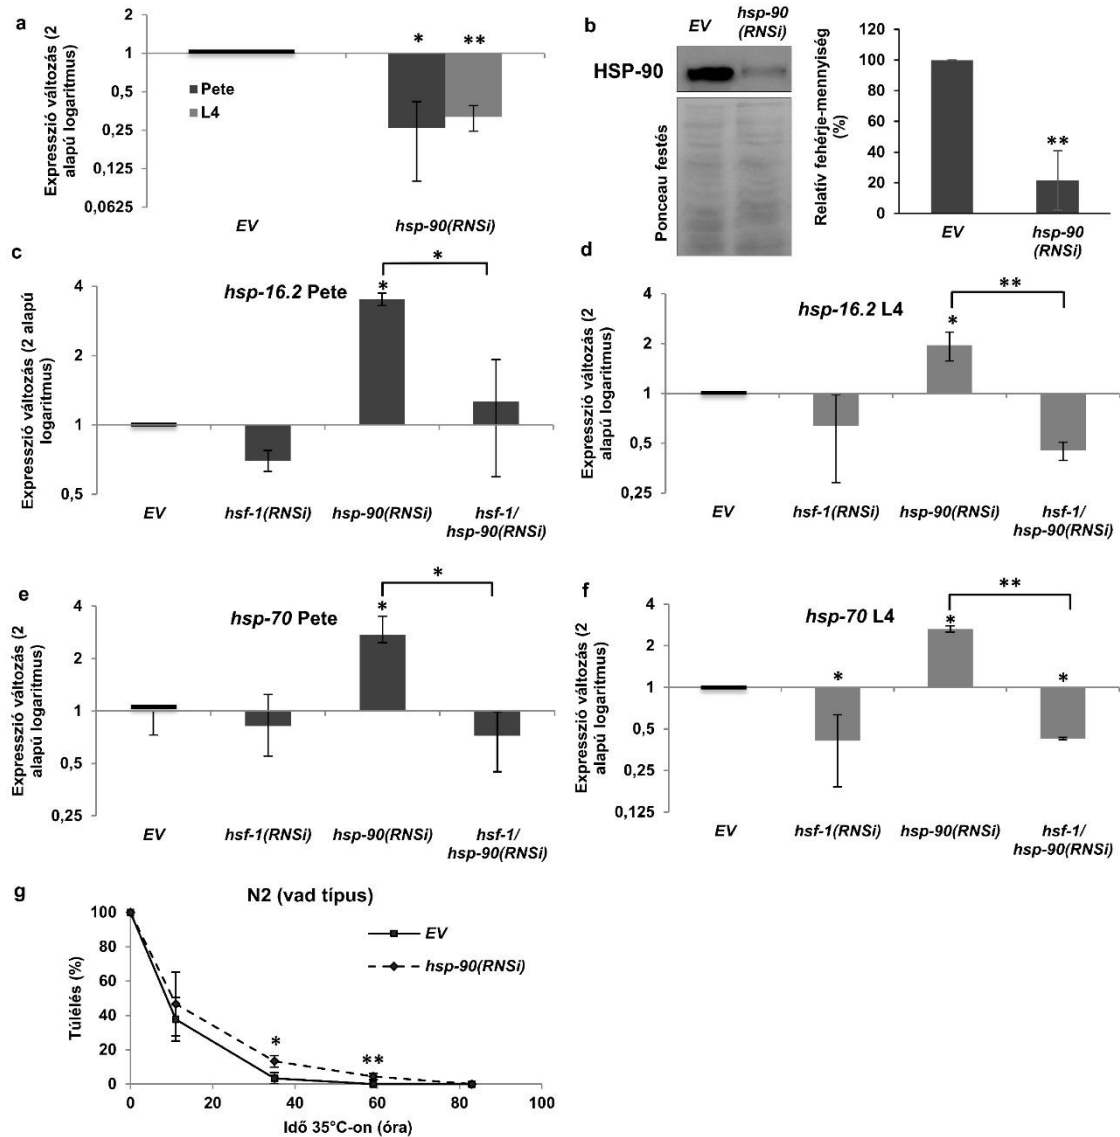 a
Expresszió változás (2
alapú logaritmus)
2
1
0,5
0,25
0,125
0,0625
Pete
L4
*
**
EV
hsp-90(RNSi)
b
EV
hsp-90
(RNSi)
HSP-90
Ponceau festés
Relatív fehérje-mennyiség
(%)
120
100
80
60
40
20
0
**
EV
hsp-90
(RNSi)
c
hsp-16.2 Pete
Expresszió változás (2 alapú
logaritmus)
4
2
1
0,5
*
*
EV
hsf-1(RNSi)
hsp-90(RNSi)
hsf-1/
hsp-90(RNSi)
d
hsp-16.2 L4
Expresszió változás (2
alapú logaritmus)
4
2
1
0,5
0,25
*
**
EV
hsf-1(RNSi)
hsp-90(RNSi)
hsf-1/
hsp-90(RNSi)
e
hsp-70 Pete
Expresszió változás (2
alapú logaritmus)
4
2
1
0,5
0,25
*
*
EV
hsf-1(RNSi)
hsp-90(RNSi)
hsf-1/
hsp-90(RNSi)
f
hsp-70 L4
Expresszió változás (2
alapú logaritmus)
4
2
1
0,5
0,25
0,125
*
*
**
*
EV
hsf-1(RNSi)
hsp-90(RNSi)
hsf-1/
hsp-90(RNSi)
g
N2 (vad típus)
Túlélés (%)
100
80
60
40
20
0
EV
hsp-90(RNSi)
*
**
0 20 40 60 80 100
Idő 35°C-on (óra)